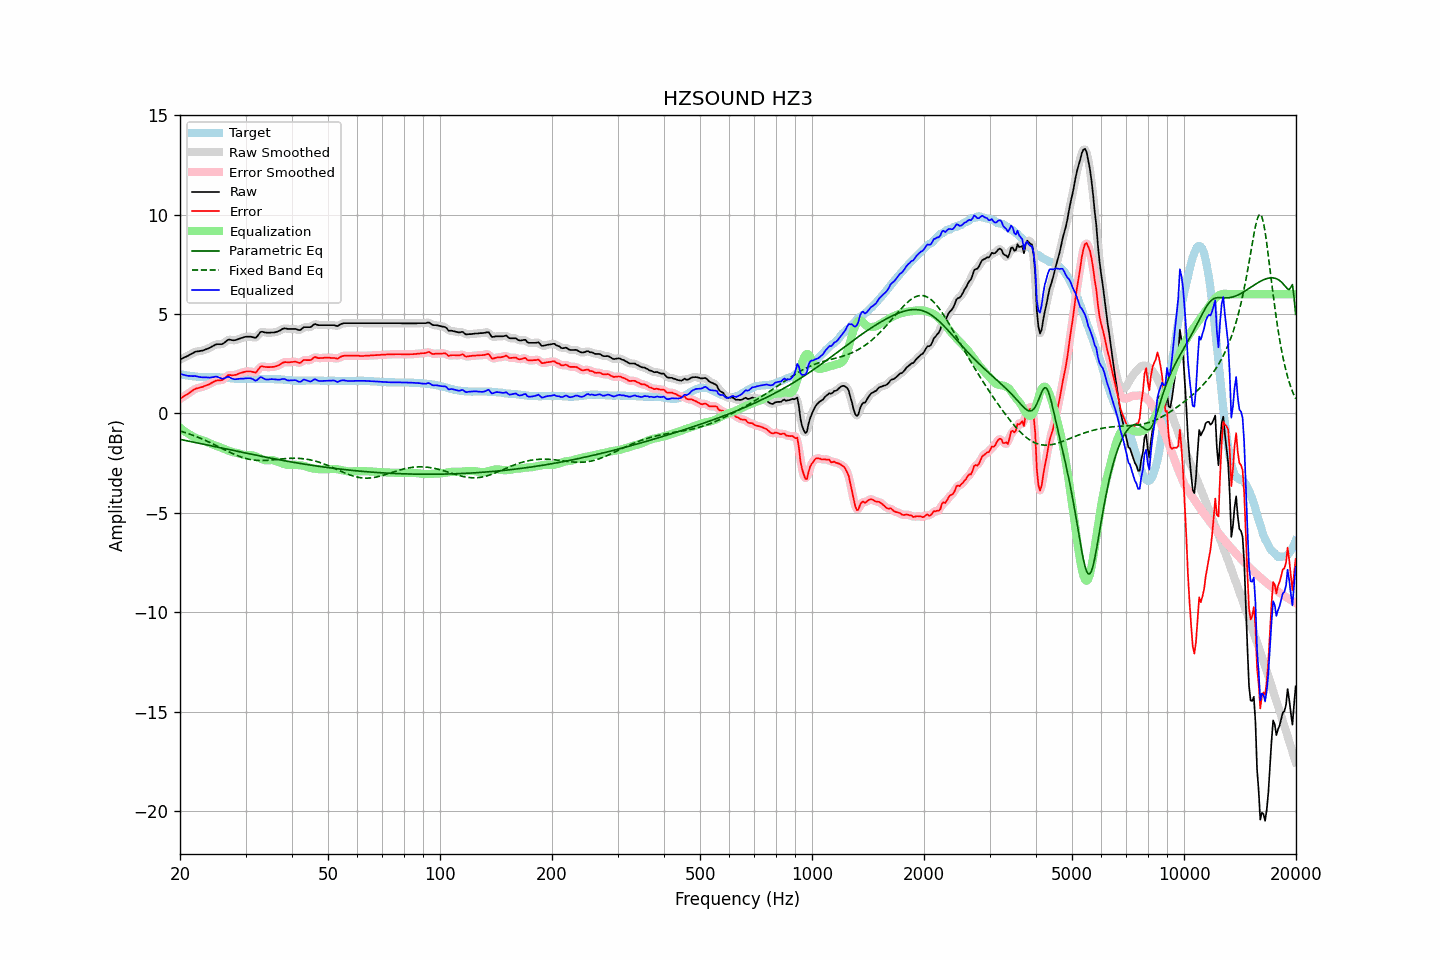 HZSOUND HZ3
Amplitude (dBr)
15
10
5
0
−5
−10
−15
−20
Target
Raw Smoothed
Error Smoothed
Raw
Error
Equalization
Parametric Eq
Fixed Band Eq
Equalized
20 50 100 200 500 1000 2000 5000 10000 20000
Frequency (Hz)